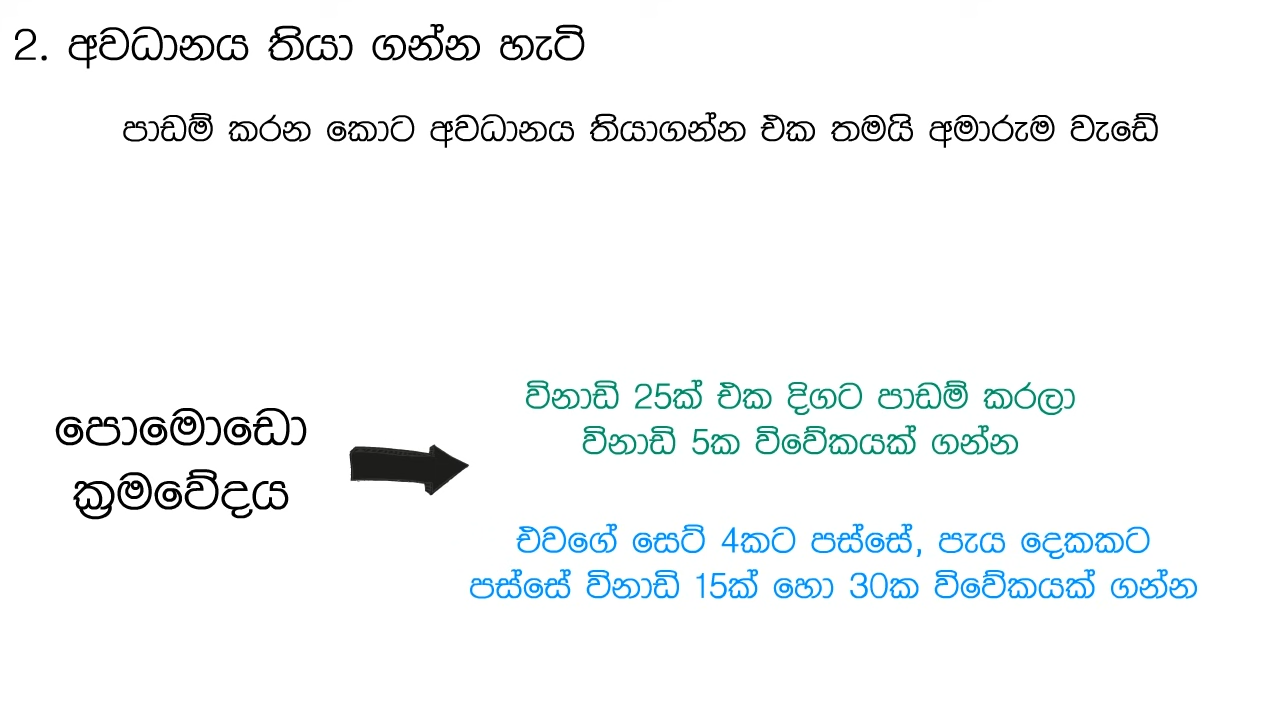 2. අවධානය තියා ගන්න හැටි
පාඩම් කරන කොට අවධානය තියාගන්න එක තමයි අමාරුම වැඩේ
පොමොඩො
ක්‍රමවේදය
විනාඩි 25ක් එක දිගට පාඩම් කරලා
විනාඩි 5ක විවේකයක් ගන්න
එවගේ සෙට් 4කට පස්සේ, පැය දෙකකට
පස්සේ විනාඩි 15ක් හො 30ක විවේකයක් ගන්න